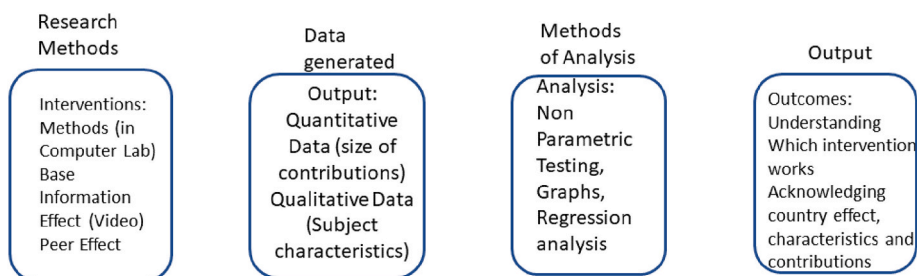 Research
Methods
Interventions:
Methods (in
Computer Lab)
Base
Information
Effect (Video)
Peer Effect
Data
generated
Output:
Quantitative
Data (size of
contributions)
Qualitative Data
(Subject
characteristics)
Methods
of Analysis
Analysis:
Non
Parametric
Testing,
Graphs,
Regression
analysis
Output
Outcomes:
Understanding
Which intervention
works
Acknowledging
country effect,
characteristics and
contributions